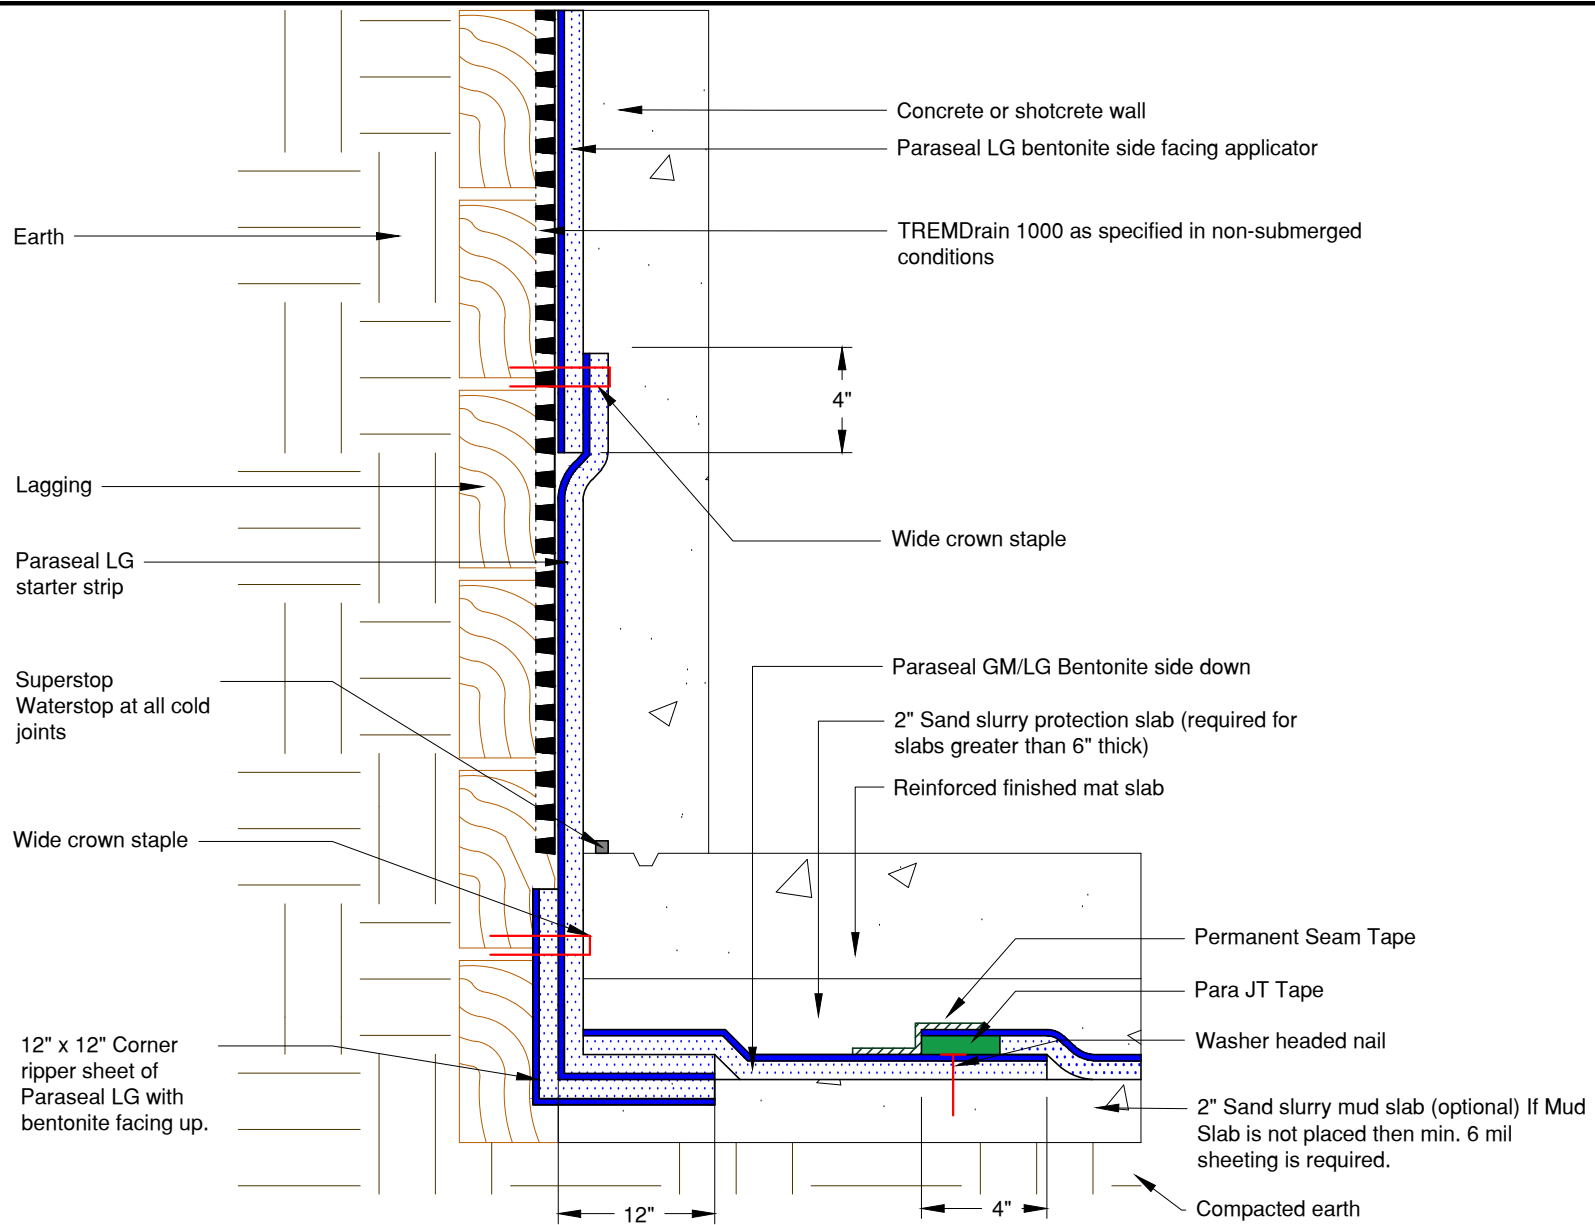 Concrete or shotcrete wall
Paraseal LG bentonite side facing applicator
TREMDrain 1000 as specified in non-submerged
conditions
Earth
4"
Lagging
Wide crown staple
Paraseal LG
starter strip
Paraseal GM/LG Bentonite side down
Superstop
Waterstop at all cold
joints
2" Sand slurry protection slab (required for
slabs greater than 6" thick)
Reinforced finished mat slab
Wide crown staple
Permanent Seam Tape
Para JT Tape
Washer headed nail
12" x 12" Corner
ripper sheet of
Paraseal LG with
bentonite facing up.
2" Sand slurry mud slab (optional) If Mud
Slab is not placed then min. 6 mil
sheeting is required.
Compacted earth
12"
4"